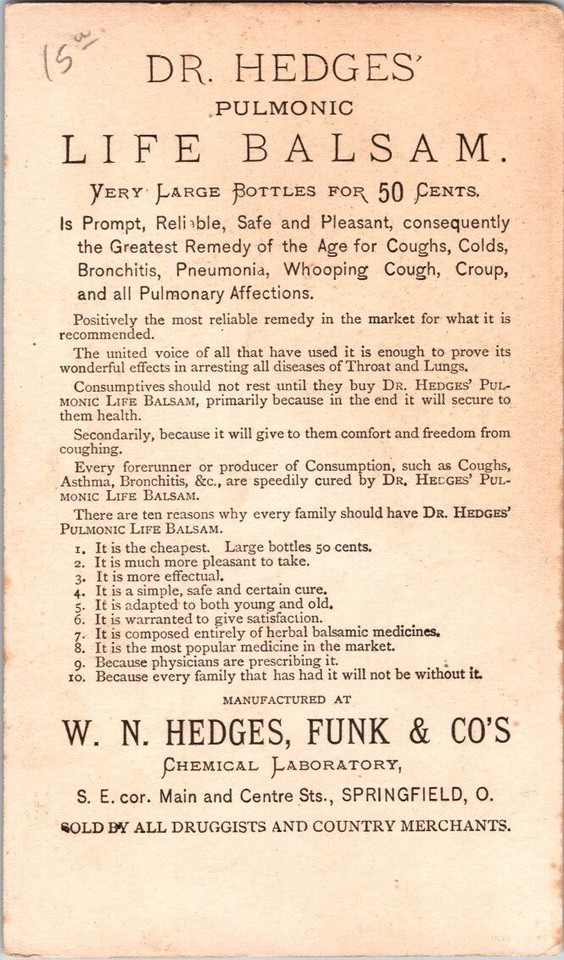 15
DR. HEDGES'
PULMONIC
LIFE BALSAM.
VERY LARGE BOTTLES FOR 50 CENTS.
Is Prompt, Reliable, Safe and Pleasant, consequently
the Greatest Remedy of the Age for Coughs, Colds,
Bronchitis, Pneumonia, Whooping Cough, Croup,
and all Pulmonary Affections.
Positively the most reliable remedy in the market for what it is
recommended.
The united voice of all that have used it is enough to prove its
wonderful effects in arresting all diseases of Throat and Lungs.
Consumptives should not rest until they buy DR. HEDGES' PUL-
MONIC LIFE BALSAM, primarily because in the end it will secure to
them health.
Secondarily, because it will give to them comfort and freedom from
coughing.
Every forerunner or producer of Consumption, such as Coughs,
Asthma, Bronchitis, &c., are speedily cured by DR. HEDGES' PUL-
MONIC LIFE BALSAM.
There are ten reasons why every family should have DR. HEDGES'
PULMONIC LIFE BALSAM.
1. It is the cheapest. Large bottles 50 cents.
2. It is much more pleasant to take.
3. It is more effectual.
4. It is a simple, safe and certain cure.
5. It is adapted to both young and old.
6. It is warranted to give satisfaction.
7. It is composed entirely of herbal balsamic medicines.
8. It is the most popular medicine in the market.
9. Because physicians are prescribing it.
10. Because every family that has had it will not be without it.
MANUFACTURED AT
W. N. HEDGES, FUNK & CO'S
CHEMICAL LABORATORY,
S. E. cor. Main and Centre Sts., SPRINGFIELD, O.
SOLD BY ALL DRUGGISTS AND COUNTRY MERCHANTS.